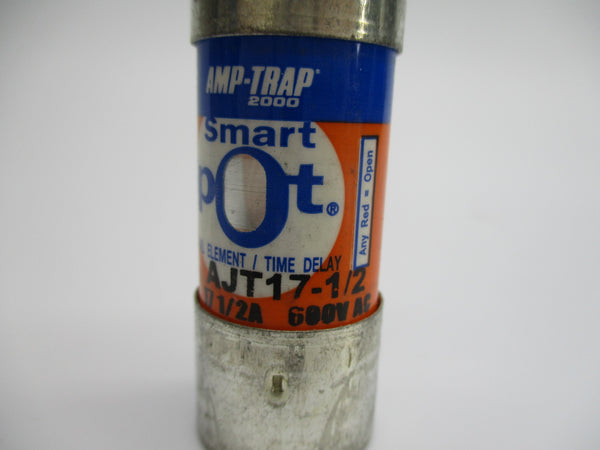 AMP-TRAP®
2000
Smart
pOt.®
ELEMENT / TIME DELAY
AJT17-1/2
17 1/2A 600V AC
Any Red = Open